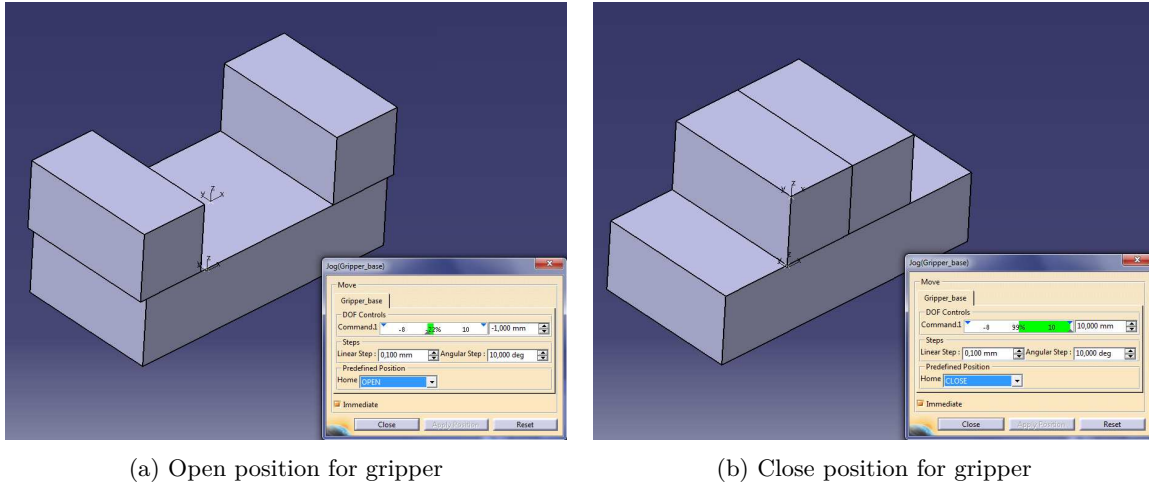 Jog(Gripper_base)
Move
Gripper_base
DOF Controls
Command.1 -8 10 -1,000 mm
Steps
Linear Step : 0,100 mm Angular Step : 10,000 deg
Predefined Position
Home OPEN
Immediate
Close Apply Position Reset
z
y x
z
x
(a) Open position for gripper
Jog(Gripper_base)
Move
Gripper_base
DOF Controls
Command.1 -8 99% 10 10,000 mm
Steps
Linear Step : 0,100 mm Angular Step : 10,000 deg
Predefined Position
Home CLOSE
Immediate
Close Apply Position Reset
z
y x
z
x
(b) Close position for gripper